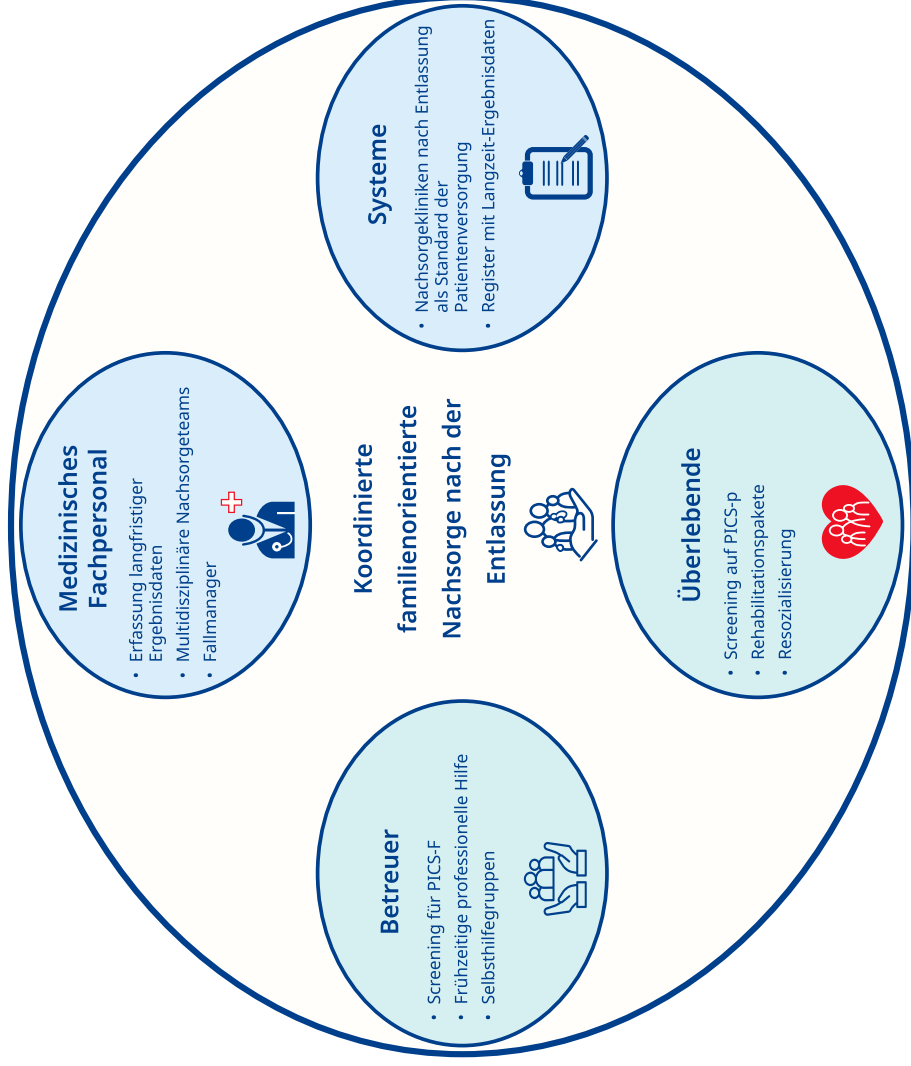 Medizinisches
Fachpersonal
• Erfassung langfristiger
Ergebnisdaten
• Multidisziplinäre Nachsorgeteams
• Fallmanager
Betreuer
• Screening für PICS-F
• Frühzeitige professionelle Hilfe
• Selbsthilfegruppen
Koordinierte
familienorientierte
Nachsorge nach der
Entlassung
Systeme
• Nachsorgekliniken nach Entlassung
als Standard der
Patientenversorgung
• Register mit Langzeit-Ergebnisdaten
Überlebende
• Screening auf PICS-p
• Rehabilitationspakete
• Resozialisierung